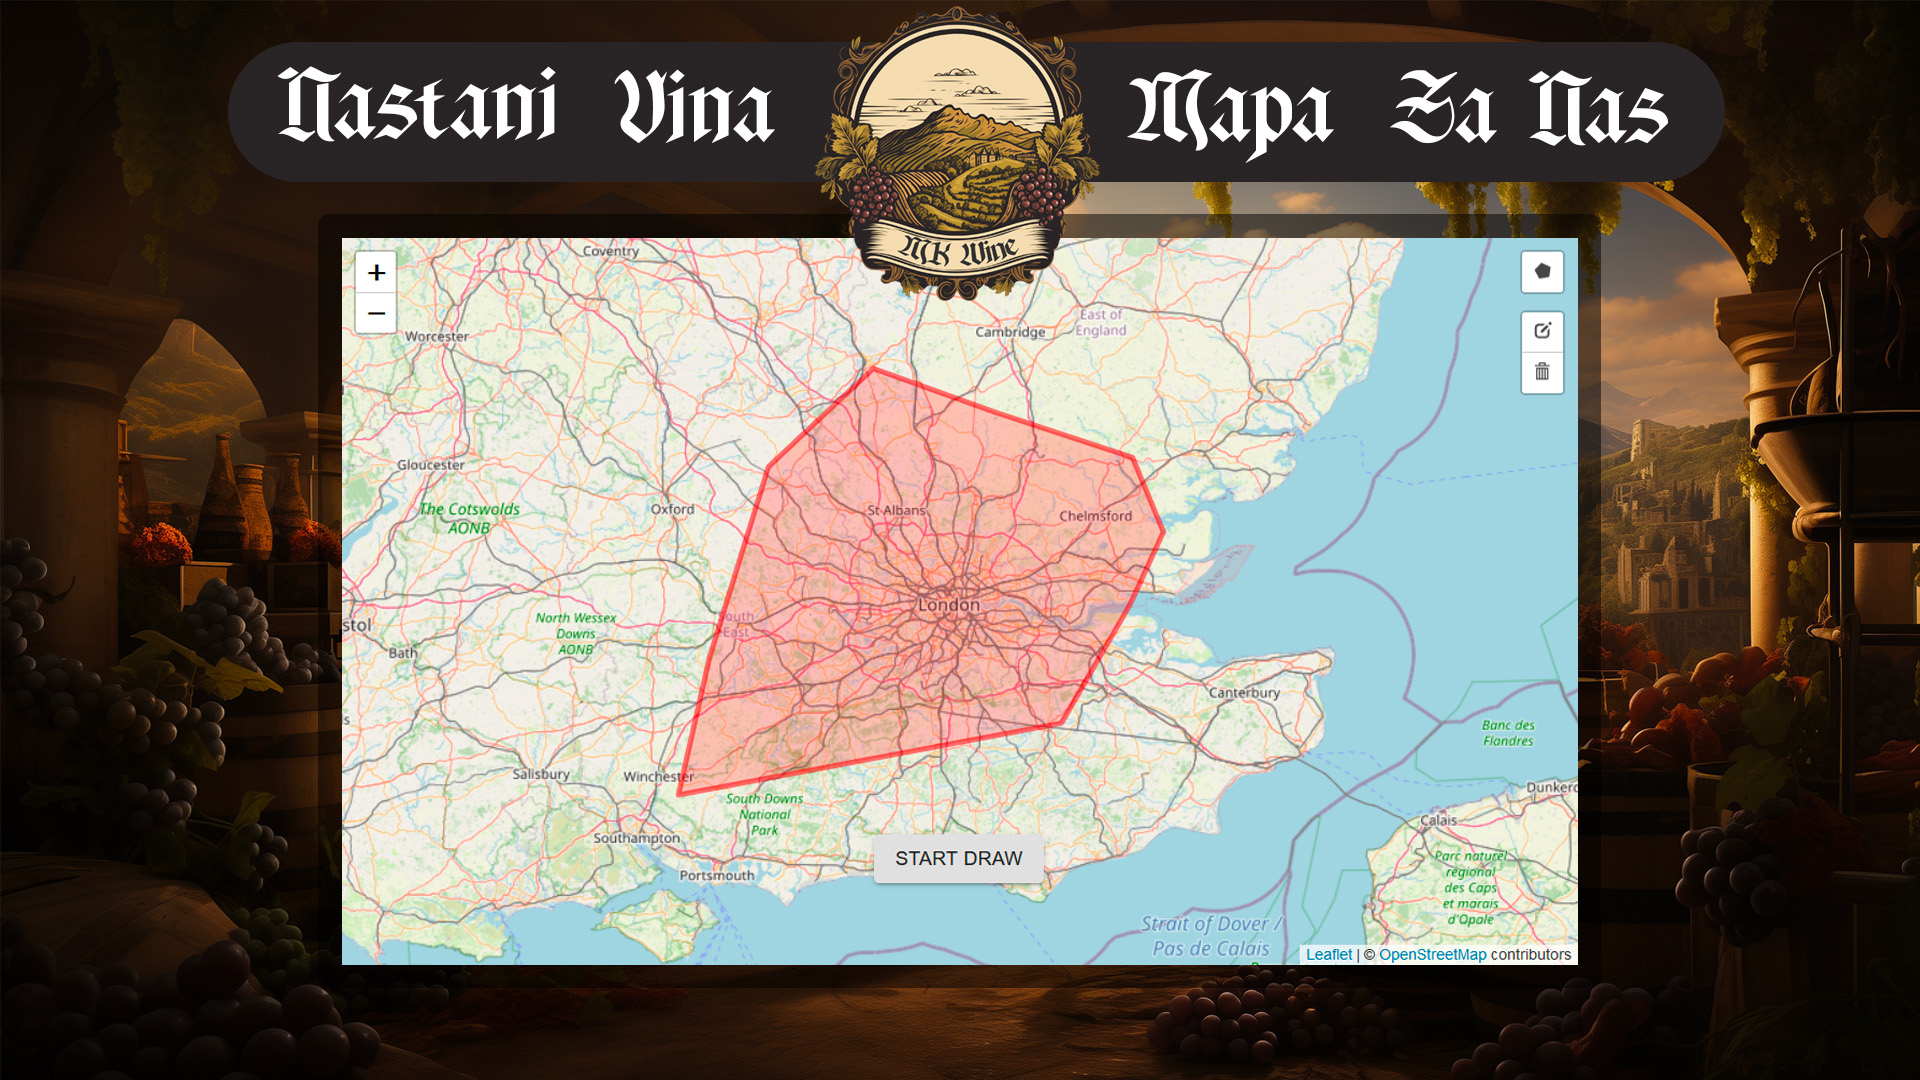 Nastani Vina Mapa Za Nas
MK Wine
+
−
Coventry
Worcester
Cambridge
East of
England
Gloucester
The Cotswolds
AONB
Oxford
St Albans
Chelmsford
London
South
East
North Wessex
Downs
AONB
stol
Bath
s
Canterbury
Banc des
Flandres
Salisbury
Winchester
South Downs
National
Park
Dunkerq
Southampton
Portsmouth
START DRAW
Calais
Parc naturel
régional
des Caps
et marais
d'Opale
Strait of Dover /
Pas de Calais
Leaflet | © OpenStreetMap contributors